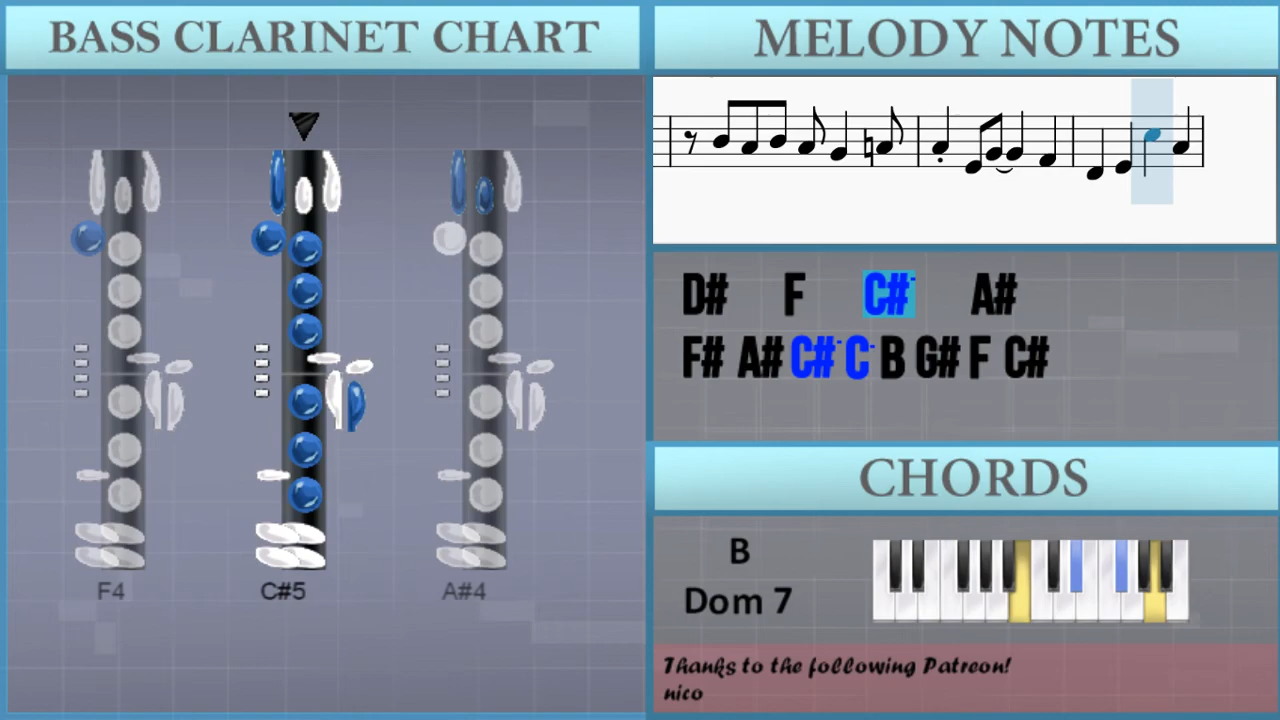 BASS CLARINET CHART
F4 C#5 A#4
MELODY NOTES
D# F C#- A#
F# A# C#- C- B G# F C#
CHORDS
B
Dom 7
Thanks to the following Patreon!
nico